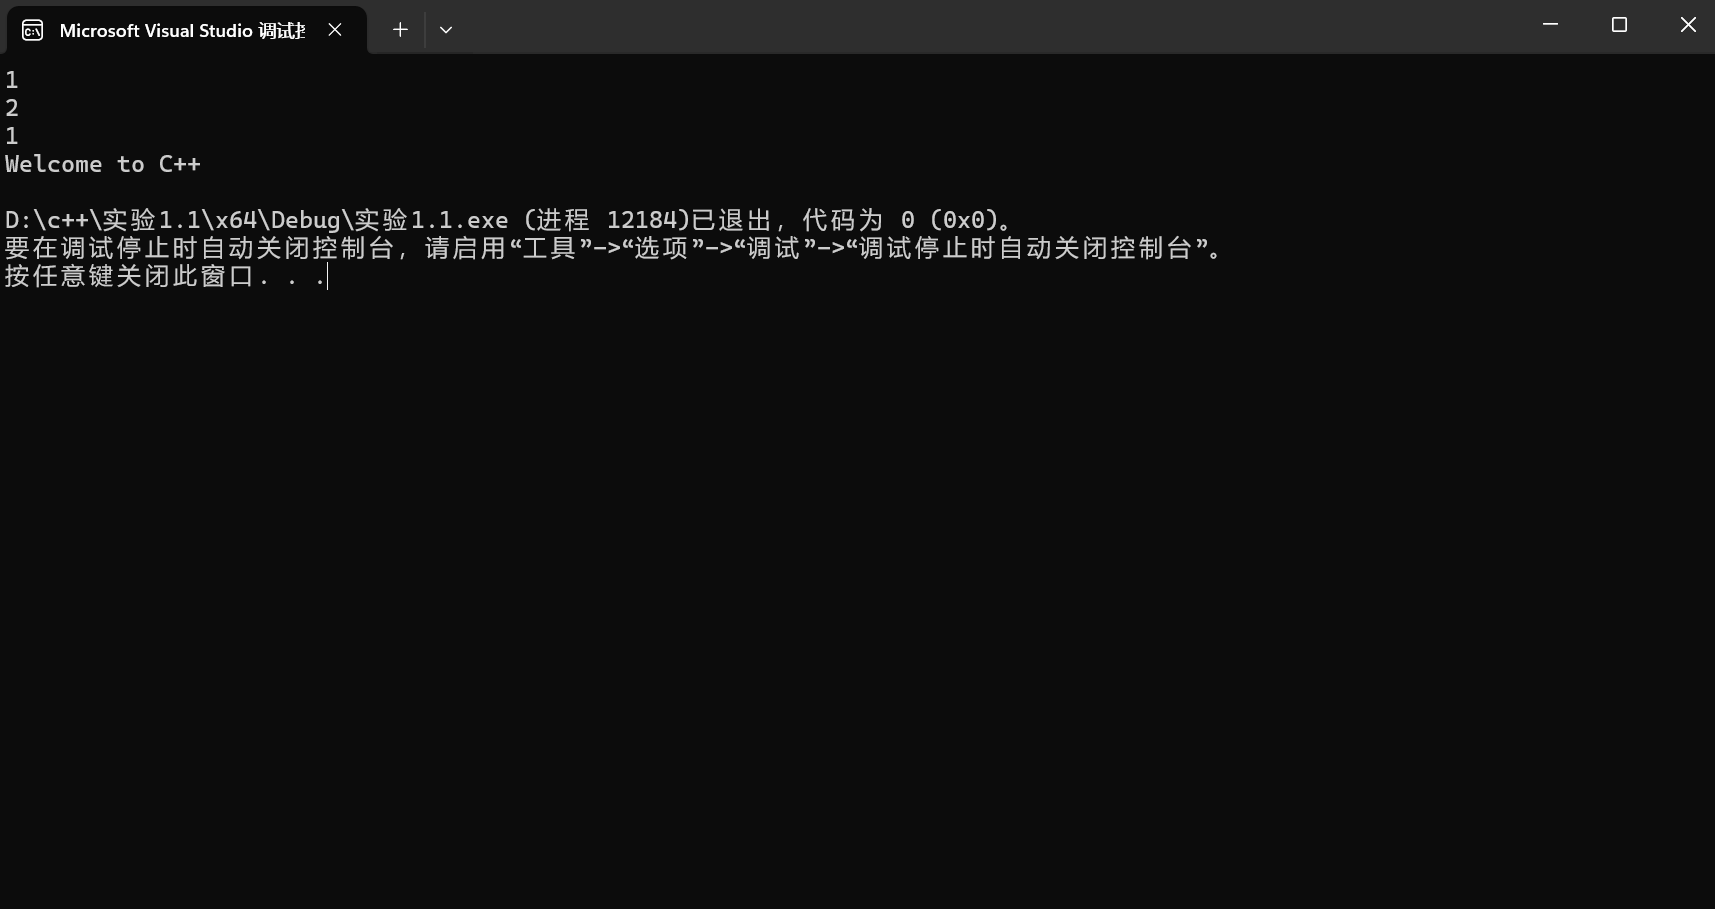 Microsoft Visual Studio 调试
1
2
1
Welcome to C++
D:\c++\实验1.1\x64\Debug\实验1.1.exe (进程 12184)已退出，代码为 0 (0x0)。
要在调试停止时自动关闭控制台，请启用“工具”->“选项”->“调试”->“调试停止时自动关闭控制台”。
按任意键关闭此窗口. . .